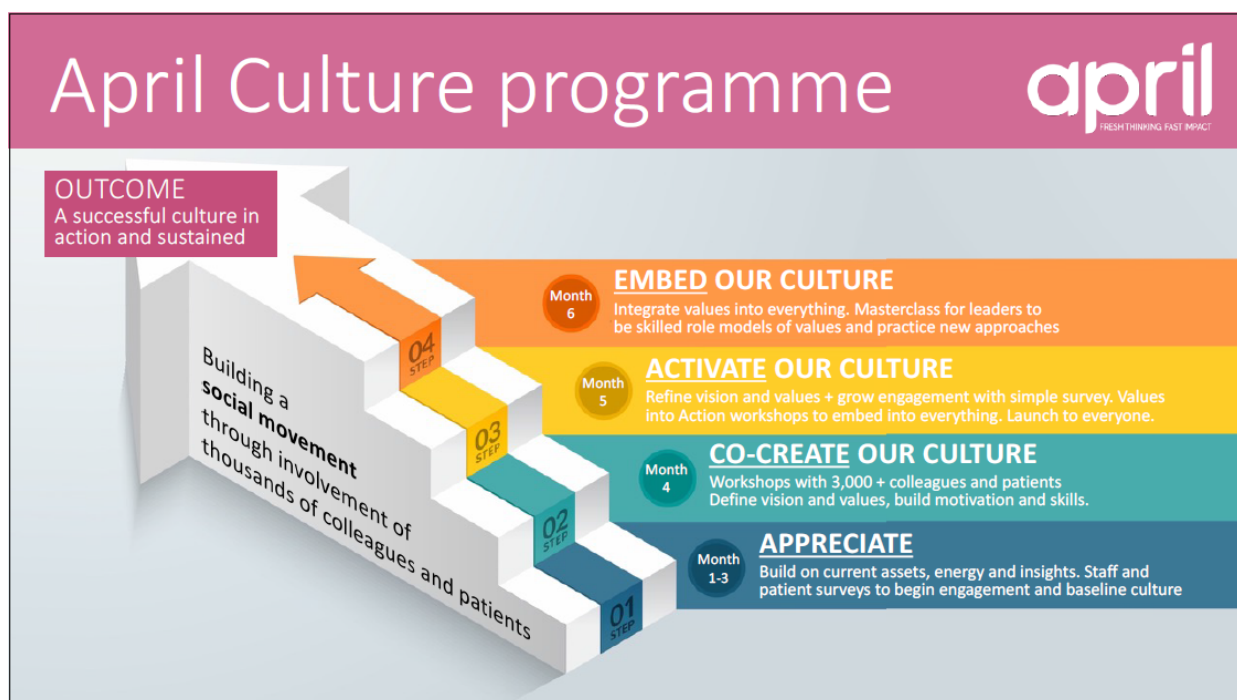 April Culture programme
april
FRESH THINKING FAST IMPACT
OUTCOME
A successful culture in
action and sustained
Building a
social movement
through involvement of
thousands of colleagues and patients
04
STEP
Month
6
EMBED OUR CULTURE
Integrate values into everything. Masterclass for leaders to
be skilled role models of values and practice new approaches
03
STEP
Month
5
ACTIVATE OUR CULTURE
Refine vision and values + grow engagement with simple survey. Values
into Action workshops to embed into everything. Launch to everyone.
02
STEP
Month
4
CO-CREATE OUR CULTURE
Workshops with 3,000 + colleagues and patients
Define vision and values, build motivation and skills.
01
STEP
Month
1-3
APPRECIATE
Build on current assets, energy and insights. Staff and
patient surveys to begin engagement and baseline culture